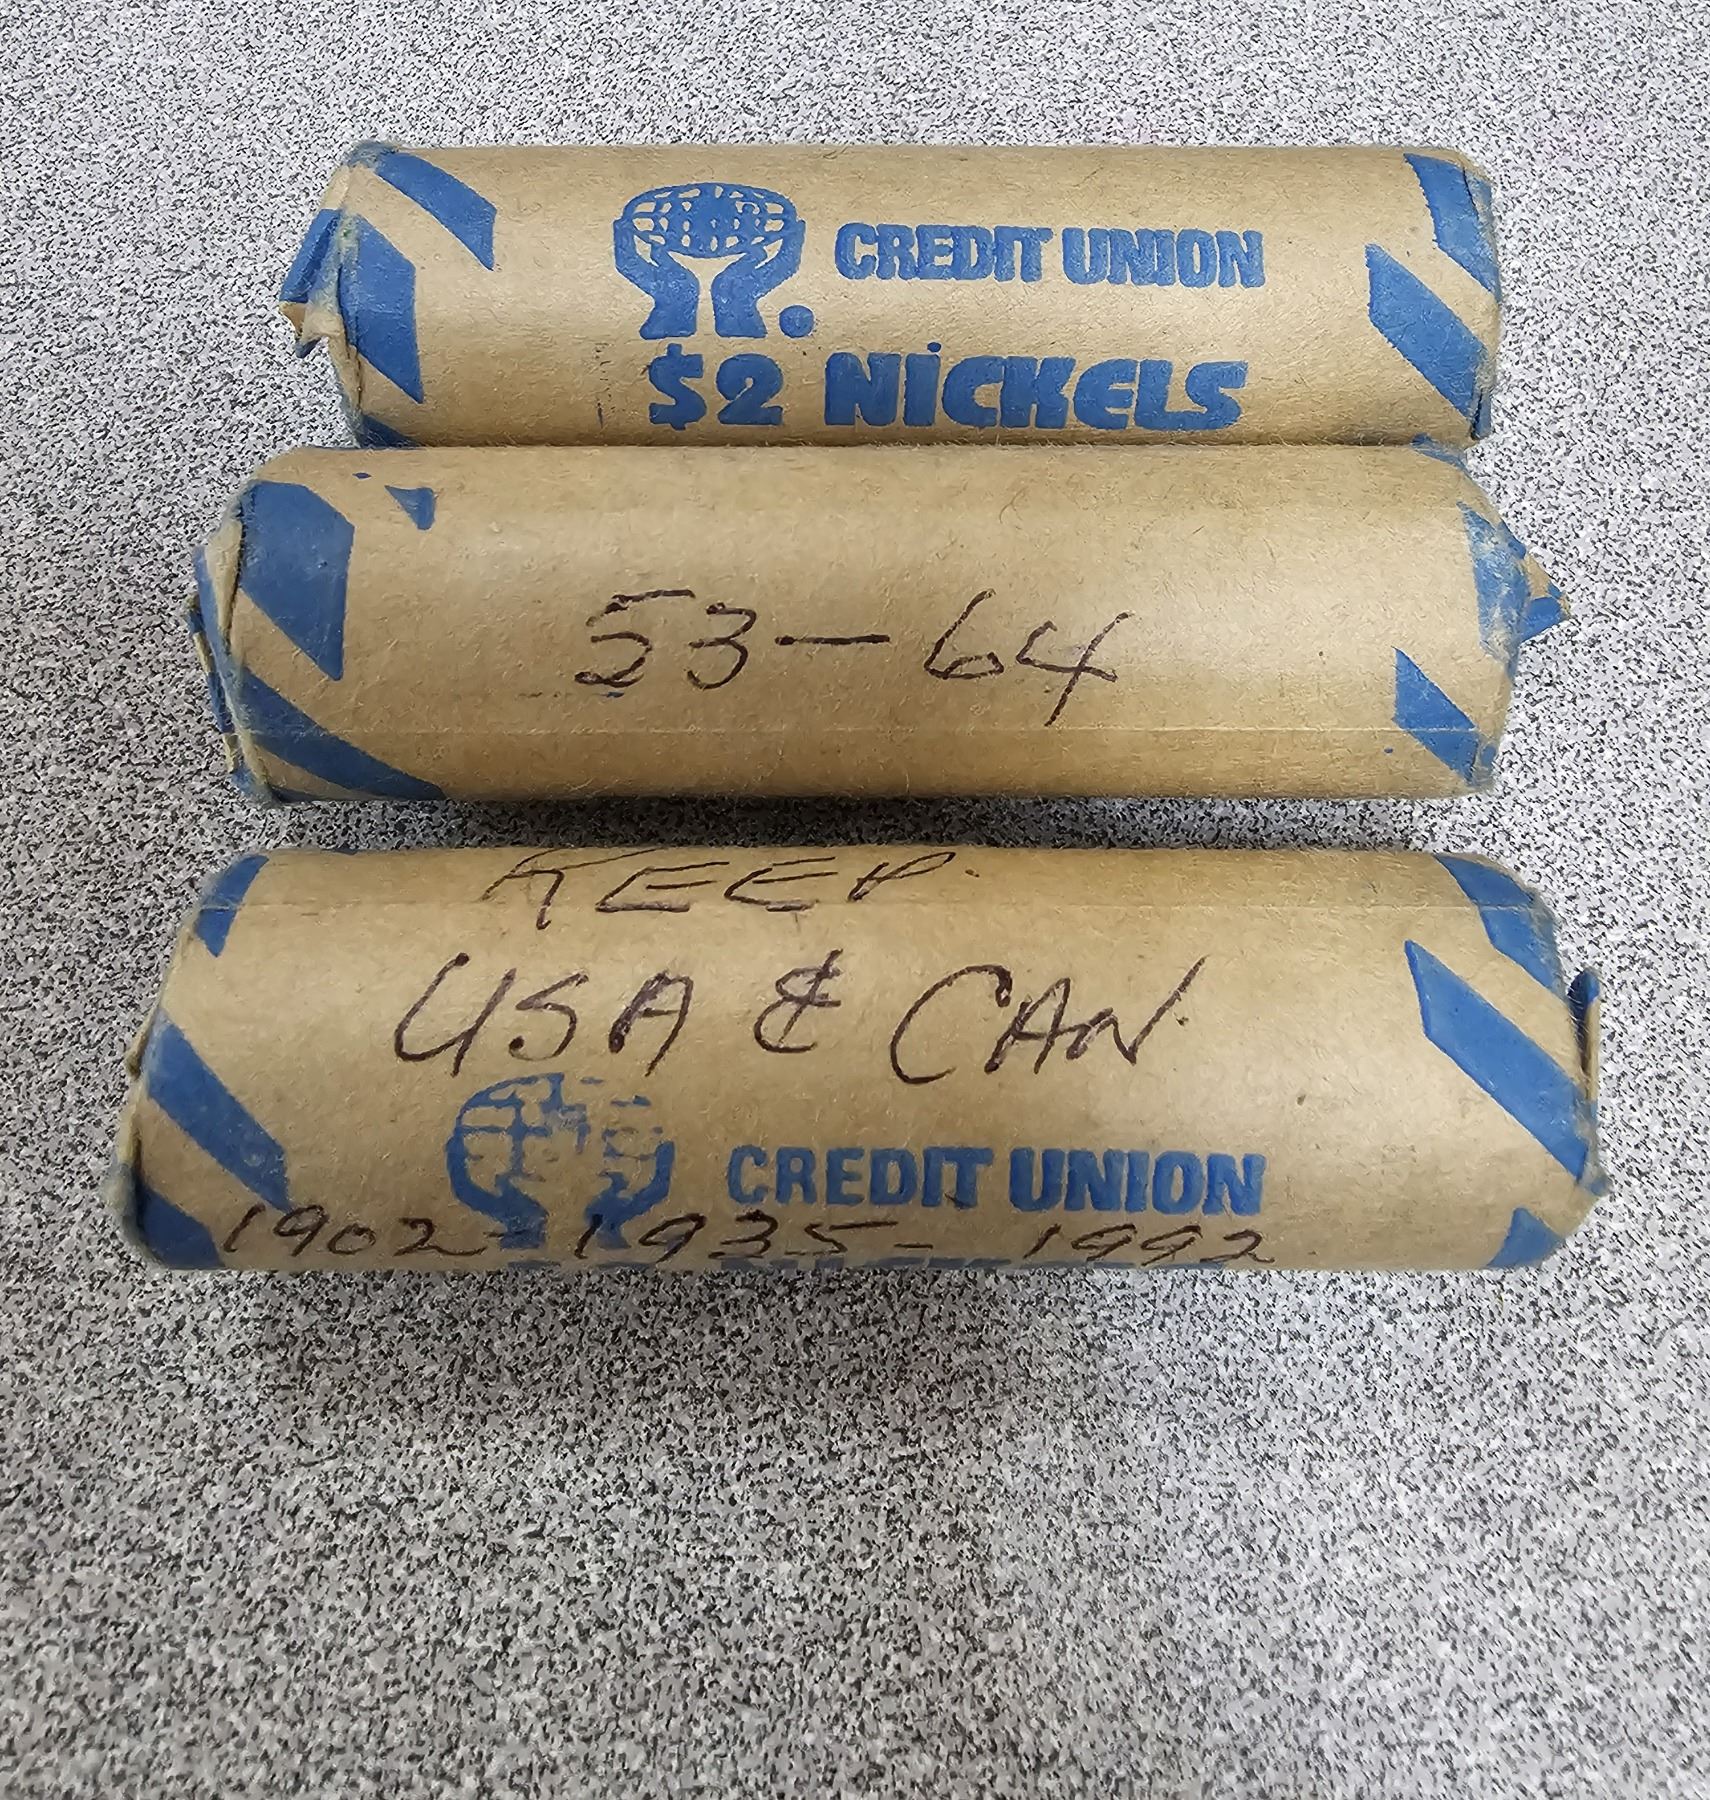 CREDIT UNION
$2 NiCKELS
53-64
KEEP.
USA & CAN.
CREDIT UNION
1902-1935-1992